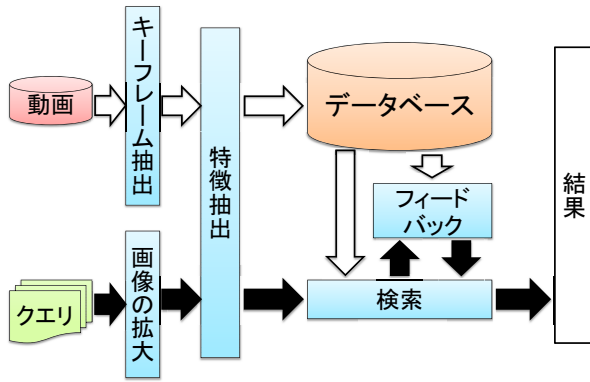 動画
キーフレーム抽出
特徴抽出
データベース
フィード
バック
結果
クエリ
画像の拡大
検索